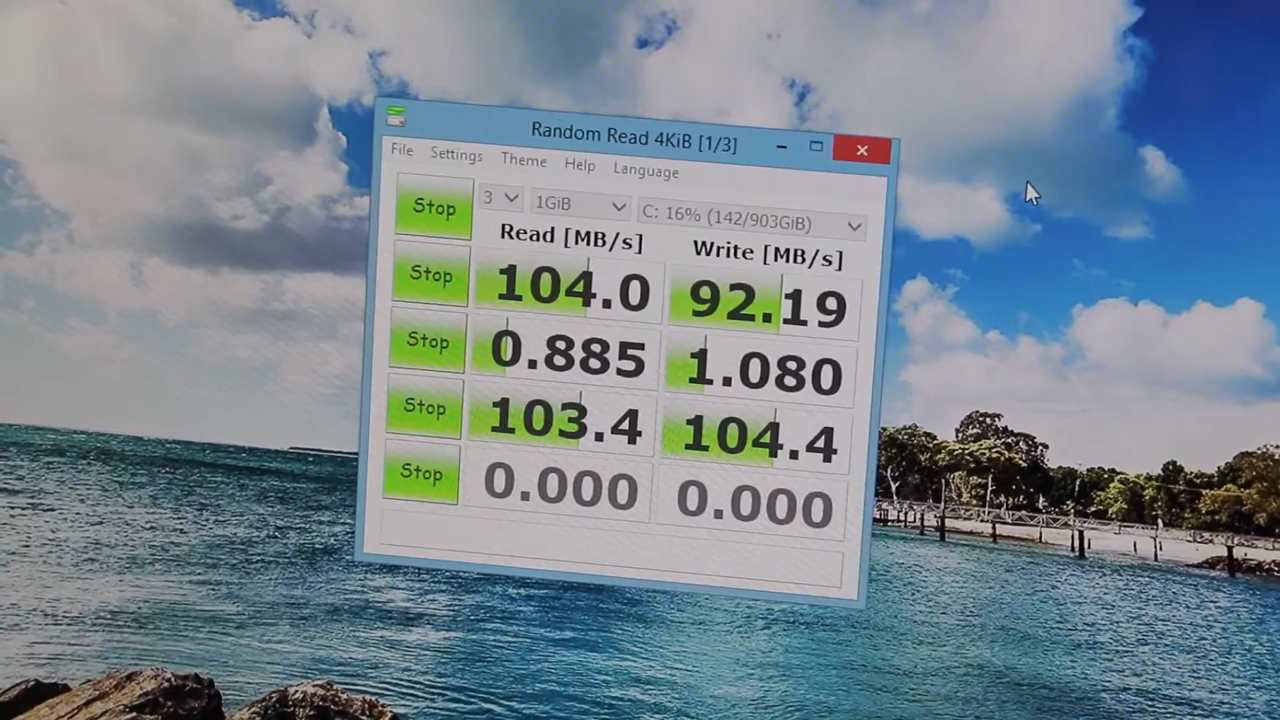 Random Read 4KiB [1/3]
File Settings Theme Help Language
Stop 3 1GiB C: 16% (142/903GiB)
Read [MB/s] Write [MB/s]
Stop 104.0 92.19
Stop 0.885 1.080
Stop 103.4 104.4
Stop 0.000 0.000